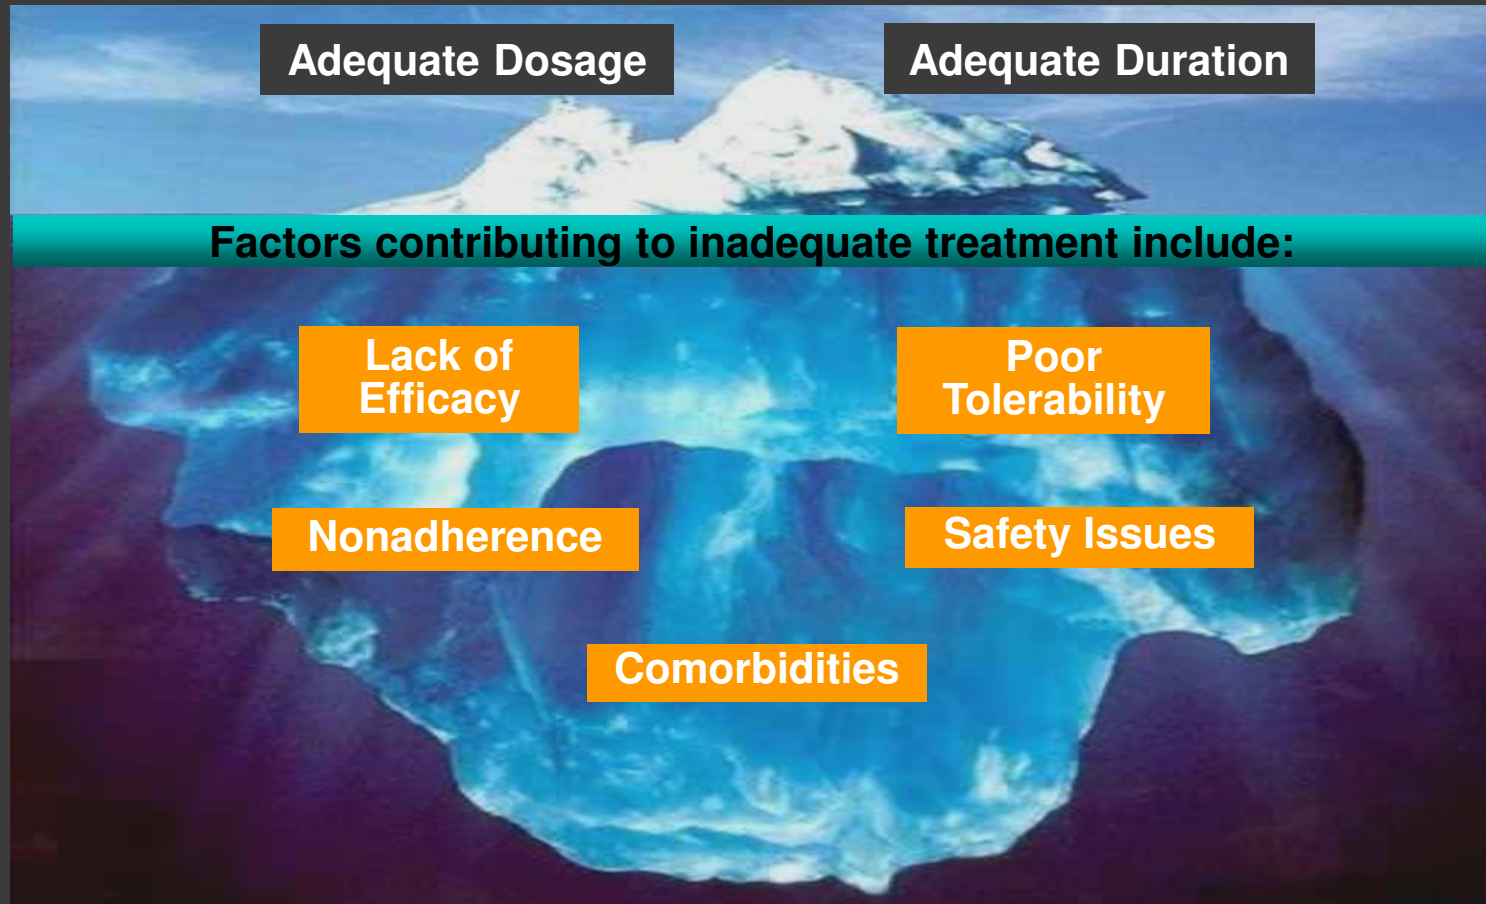 Adequate Dosage
Adequate Duration
Factors contributing to inadequate treatment include:
Lack of
Efficacy
Poor
Tolerability
Nonadherence
Safety Issues
Comorbidities